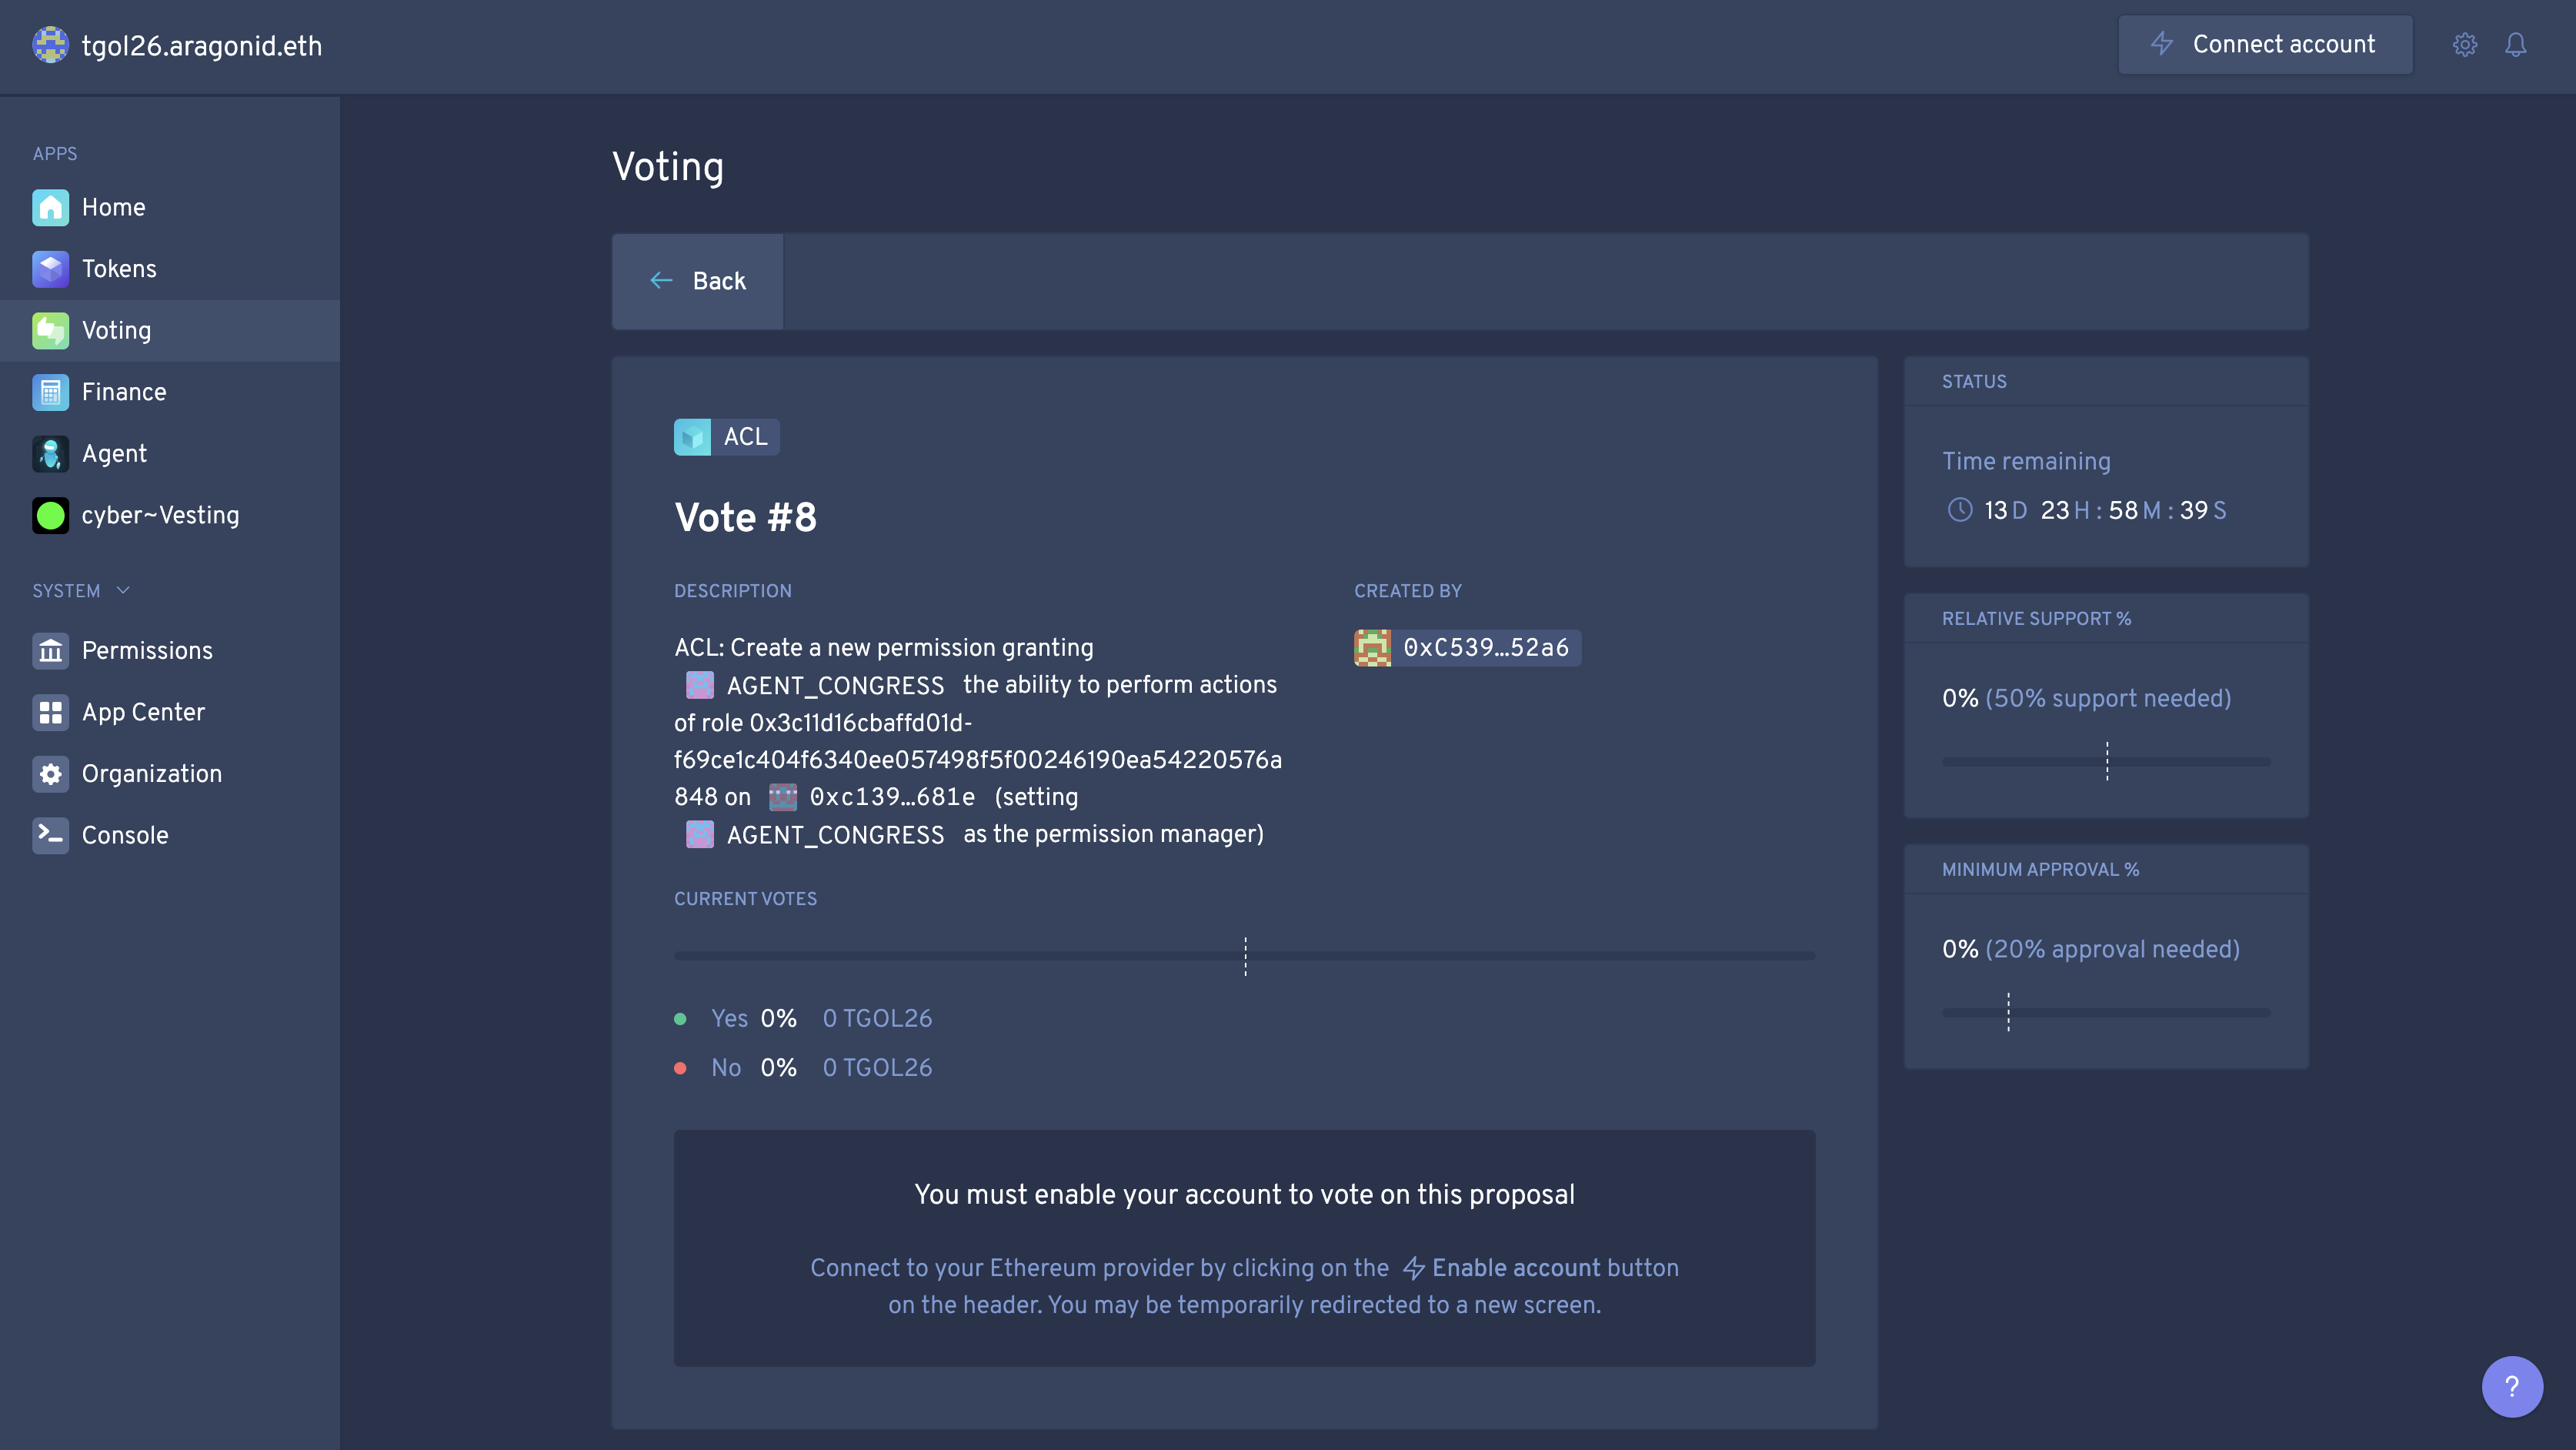 tgol26.aragonid.eth
Connect account
APPS
Home
Tokens
Voting
Finance
Agent
cyber~Vesting
SYSTEM
Permissions
App Center
Organization
Console
Voting
Back
ACL
Vote #8
DESCRIPTION
ACL: Create a new permission granting
AGENT_CONGRESS the ability to perform actions
of role 0x3c11d16cbaffd01d-
f69ce1c404f6340ee057498f5f00246190ea54220576a
848 on 0xc139…681e (setting
AGENT_CONGRESS as the permission manager)
CREATED BY
0xC539…52a6
CURRENT VOTES
Yes 0% 0 TGOL26
No 0% 0 TGOL26
You must enable your account to vote on this proposal
Connect to your Ethereum provider by clicking on the Enable account button
on the header. You may be temporarily redirected to a new screen.
STATUS
Time remaining
13 D 23 H : 58 M : 39 S
RELATIVE SUPPORT %
0% (50% support needed)
MINIMUM APPROVAL %
0% (20% approval needed)
?